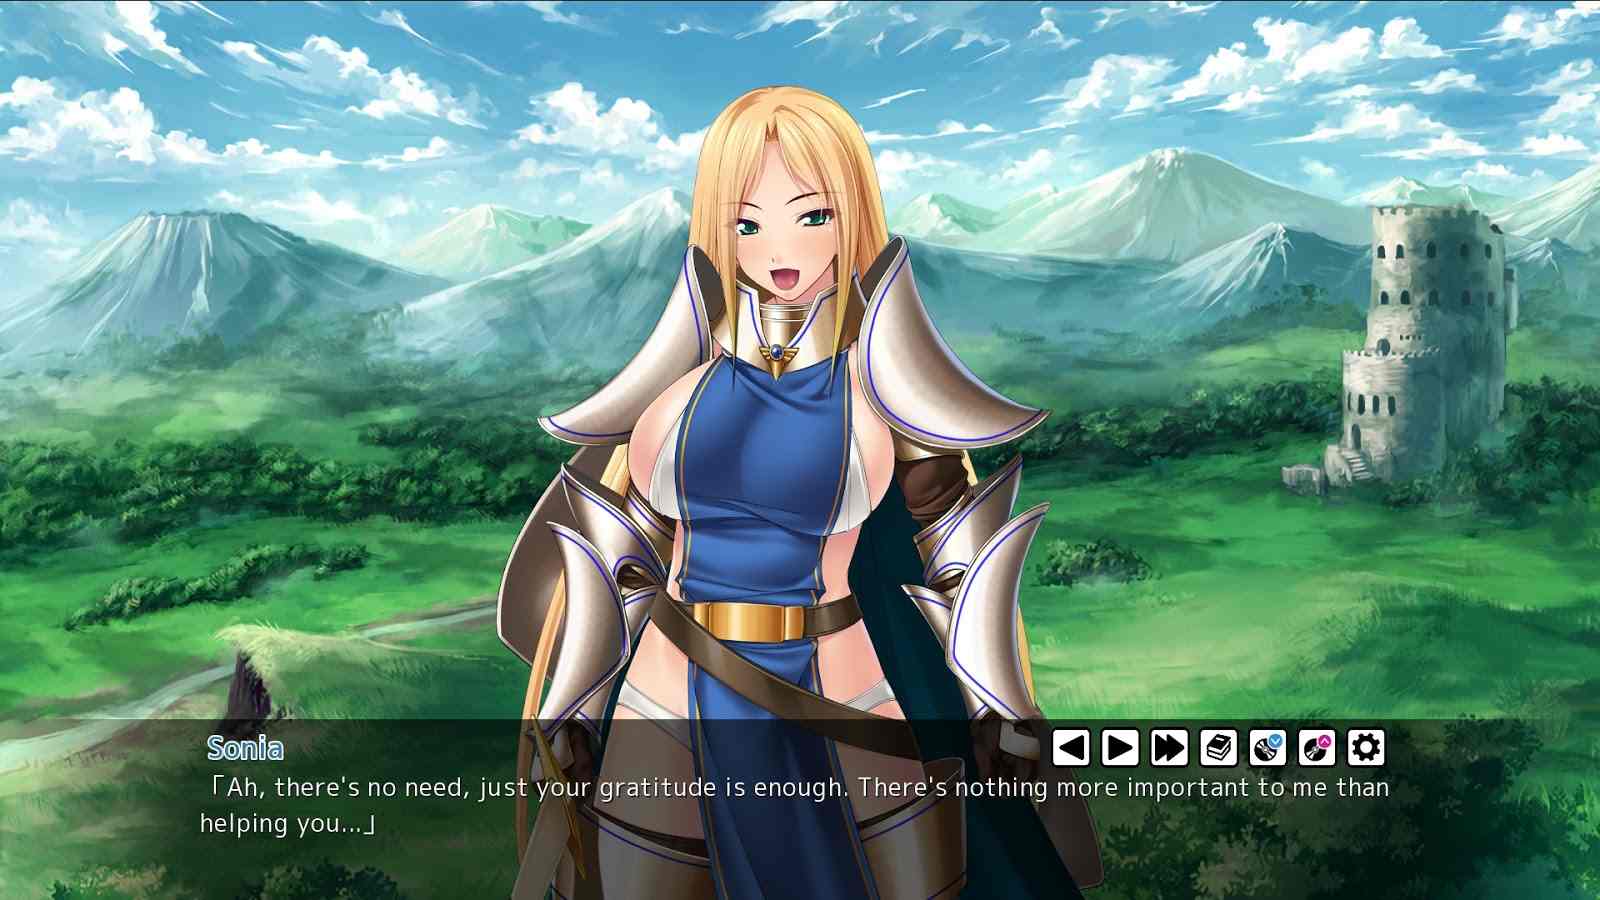 Sonia
「Ah, there's no need, just your gratitude is enough. There's nothing more important to me than
helping you...」